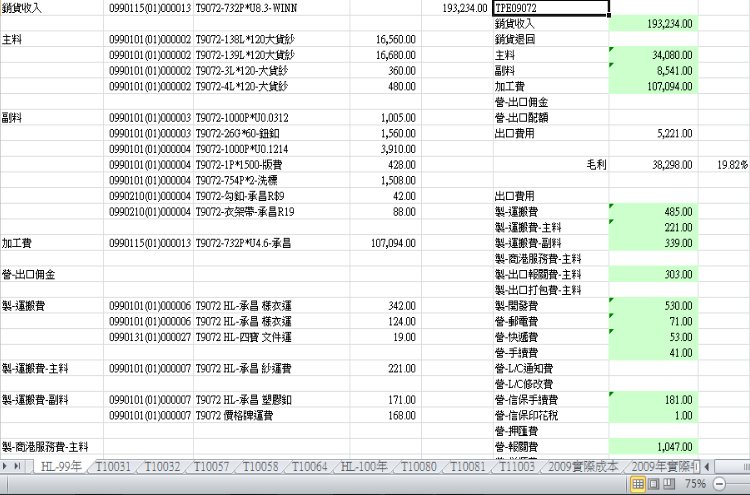 銷貨收入 0990115(01)000013 T9072-732P*U8.3-WINN 193,234.00 TPE09072
銷貨收入 193,234.00
主料 0990101(01)000002 T9072-138L*120大貨鈔 16,560.00 銷貨退回
0990101(01)000002 T9072-139L*120大貨鈔 16,680.00 主料 34,080.00
0990101(01)000002 T9072-3L*120-大貨鈔 360.00 副料 8,541.00
0990101(01)000002 T9072-4L*120-大貨鈔 480.00 加工費 107,094.00
營-出口佣金
副料 0990101(01)000003 T9072-1000P*U0.0312 1,005.00 營-出口配額
0990101(01)000003 T9072-26G*60-鈕釦 1,560.00 出口費用 5,221.00
0990101(01)000004 T9072-1000P*U0.1214 3,910.00
0990101(01)000004 T9072-1P*1500-版費 428.00 毛利 38,298.00 19.82%
0990101(01)000004 T9072-754P*2-洗標 1,508.00
0990210(01)000004 T9072-勾釦-承昌R$9 42.00 出口費用
0990210(01)000004 T9072-衣架帶-承昌R19 88.00 製-運搬費 485.00
製-運搬費-主料 221.00
加工費 0990115(01)000013 T9072-732P*U4.6-承昌 107,094.00 製-運搬費-副料 339.00
製-商港服務費-主料
營-出口佣金 製-出口報關費-主料 303.00
製-出口打包費-主料
製-運搬費 0990101(01)000006 T9072 HL-承昌 樣衣運 342.00 製-開發費 530.00
0990101(01)000006 T9072 HL-承昌 樣衣運 124.00 營-郵電費 71.00
0990131(01)000027 T9072 HL-四寶 文件運 19.00 營-快遞費 53.00
營-手續費 41.00
製-運搬費-主料 0990101(01)000007 T9072 HL-承昌 鈔運費 221.00 營-L/C通知費
營-L/C修改費
製-運搬費-副料 0990101(01)000007 T9072 HL-承昌 塑膠釦 171.00 營-信保手續費 181.00
0990101(01)000007 T9072 價格牌運費 168.00 營-信保印花稅 1.00
營-押匯費
製-商港服務費-主料 營-報關費 1,047.00
HL-99年 T10031 T10032 T10057 T10058 T10064 HL-100年 T10080 T10081 T11003 2009實際成本 2009年實際
75%